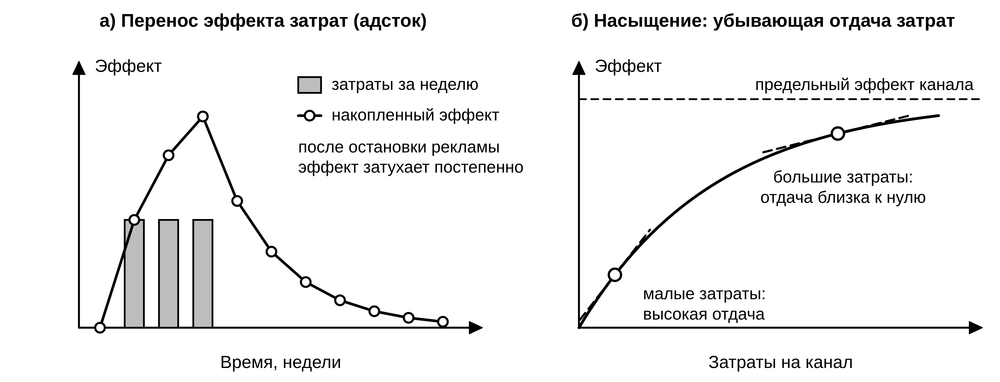 а) Перенос эффекта затрат (адсток)
Эффект
затраты за неделю
накопленный эффект
после остановки рекламы
эффект затухает постепенно
Время, недели
б) Насыщение: убывающая отдача затрат
Эффект
предельный эффект канала
большие затраты:
отдача близка к нулю
малые затраты:
высокая отдача
Затраты на канал